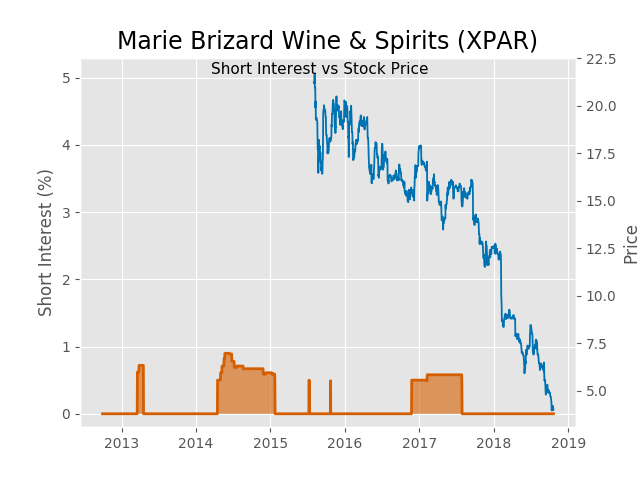 Marie Brizard Wine & Spirits (XPAR)
Short Interest vs Stock Price
Short Interest (%)
5
4
3
2
1
0
22.5
20.0
17.5
15.0
12.5
10.0
7.5
5.0
Price
2013 2014 2015 2016 2017 2018 2019